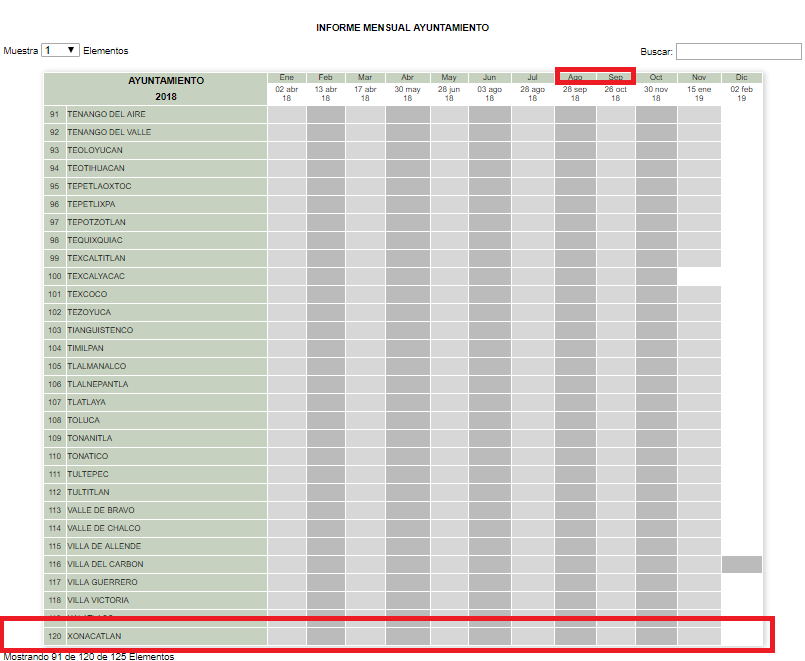 INFORME MENSUAL AYUNTAMIENTO
Muestra 1 Elementos Buscar:
AYUNTAMIENTO
2018
Ene Feb Mar Abr May Jun Jul Ago Sep Oct Nov Dic
02 abr 18 13 abr 18 17 abr 18 30 may 18 28 jun 18 03 ago 18 28 ago 18 28 sep 18 26 oct 18 30 nov 18 15 ene 19 02 feb 19
91 TENANGO DEL AIRE
92 TENANGO DEL VALLE
93 TEOLOYUCAN
94 TEOTIHUACAN
95 TEPETLAOXTOC
96 TEPETLIXPA
97 TEPOTZOTLAN
98 TEQUIXQUIAC
99 TEXCALTITLAN
100 TEXCALYACAC
101 TEXCOCO
102 TEZOYUCA
103 TIANGUISTENCO
104 TIMILPAN
105 TLALMANALCO
106 TLALNEPANTLA
107 TLATLAYA
108 TOLUCA
109 TONANITLA
110 TONATICO
111 TULTEPEC
112 TULTITLAN
113 VALLE DE BRAVO
114 VALLE DE CHALCO
115 VILLA DE ALLENDE
116 VILLA DEL CARBON
117 VILLA GUERRERO
118 VILLA VICTORIA
120 XONACATLAN
Mostrando 91 de 120 de 125 Elementos